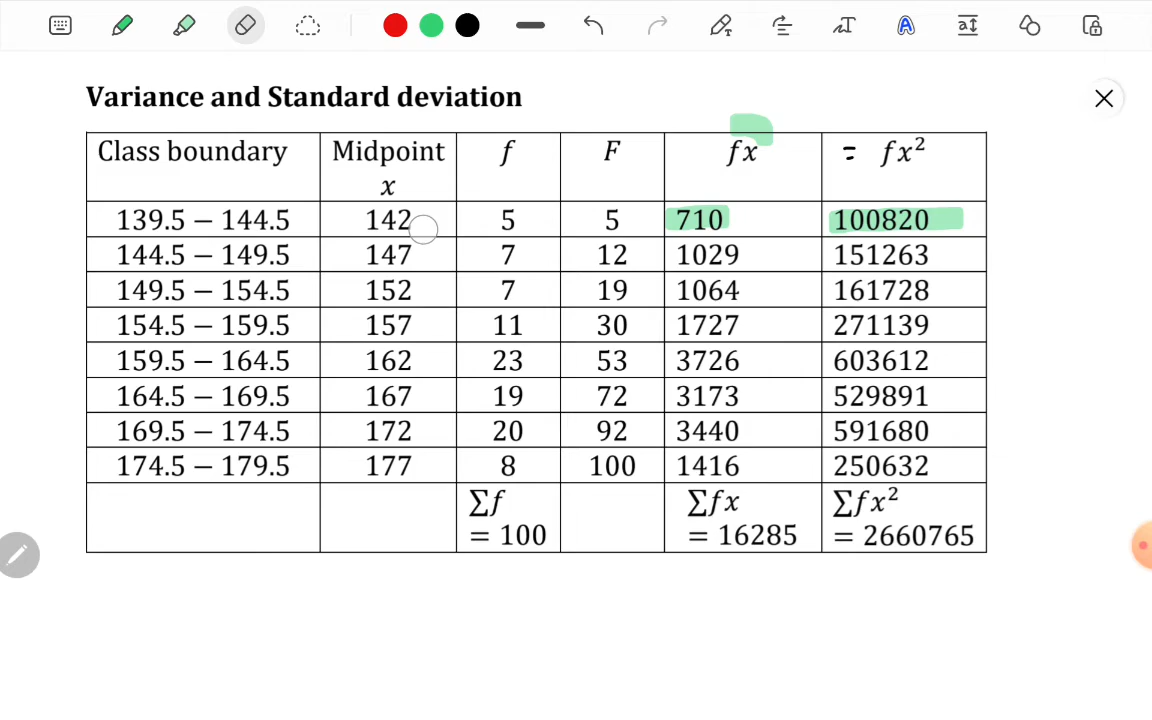 Variance and Standard deviation
Class boundary Midpoint x f F fx = fx²
139.5 – 144.5 142 5 5 710 100820
144.5 – 149.5 147 7 12 1029 151263
149.5 – 154.5 152 7 19 1064 161728
154.5 – 159.5 157 11 30 1727 271139
159.5 – 164.5 162 23 53 3726 603612
164.5 – 169.5 167 19 72 3173 529891
169.5 – 174.5 172 20 92 3440 591680
174.5 – 179.5 177 8 100 1416 250632
∑f ∑fx ∑fx²
= 100 = 16285 = 2660765